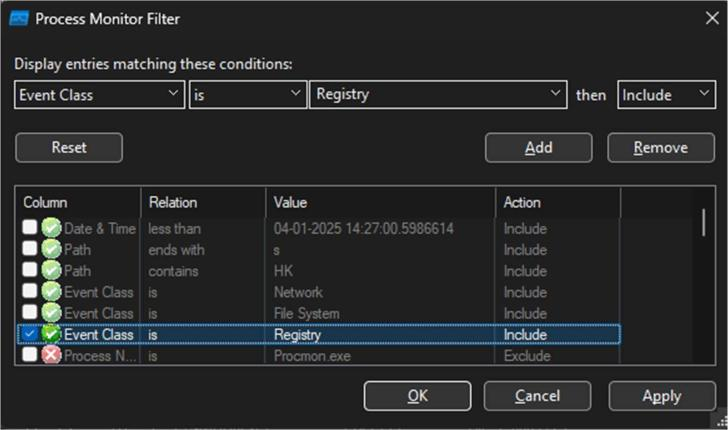 Process Monitor Filter
Display entries matching these conditions:
Event Class is Registry then Include
Reset Add Remove
Column Relation Value Action
Date & Time less than 04-01-2025 14:27:00.5986614 Include
Path ends with s Include
Path contains HK Include
Event Class is Network Include
Event Class is File System Include
Event Class is Registry Include
Process N... is Procmon.exe Exclude
OK Cancel Apply